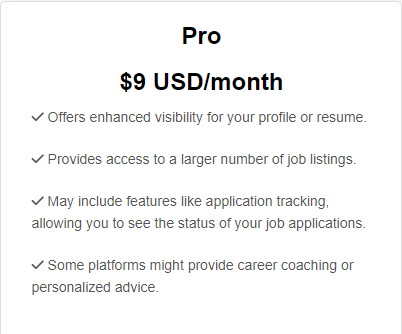 Pro
$9 USD/month
✓ Offers enhanced visibility for your profile or resume.
✓ Provides access to a larger number of job listings.
✓ May include features like application tracking,
allowing you to see the status of your job applications.
✓ Some platforms might provide career coaching or
personalized advice.